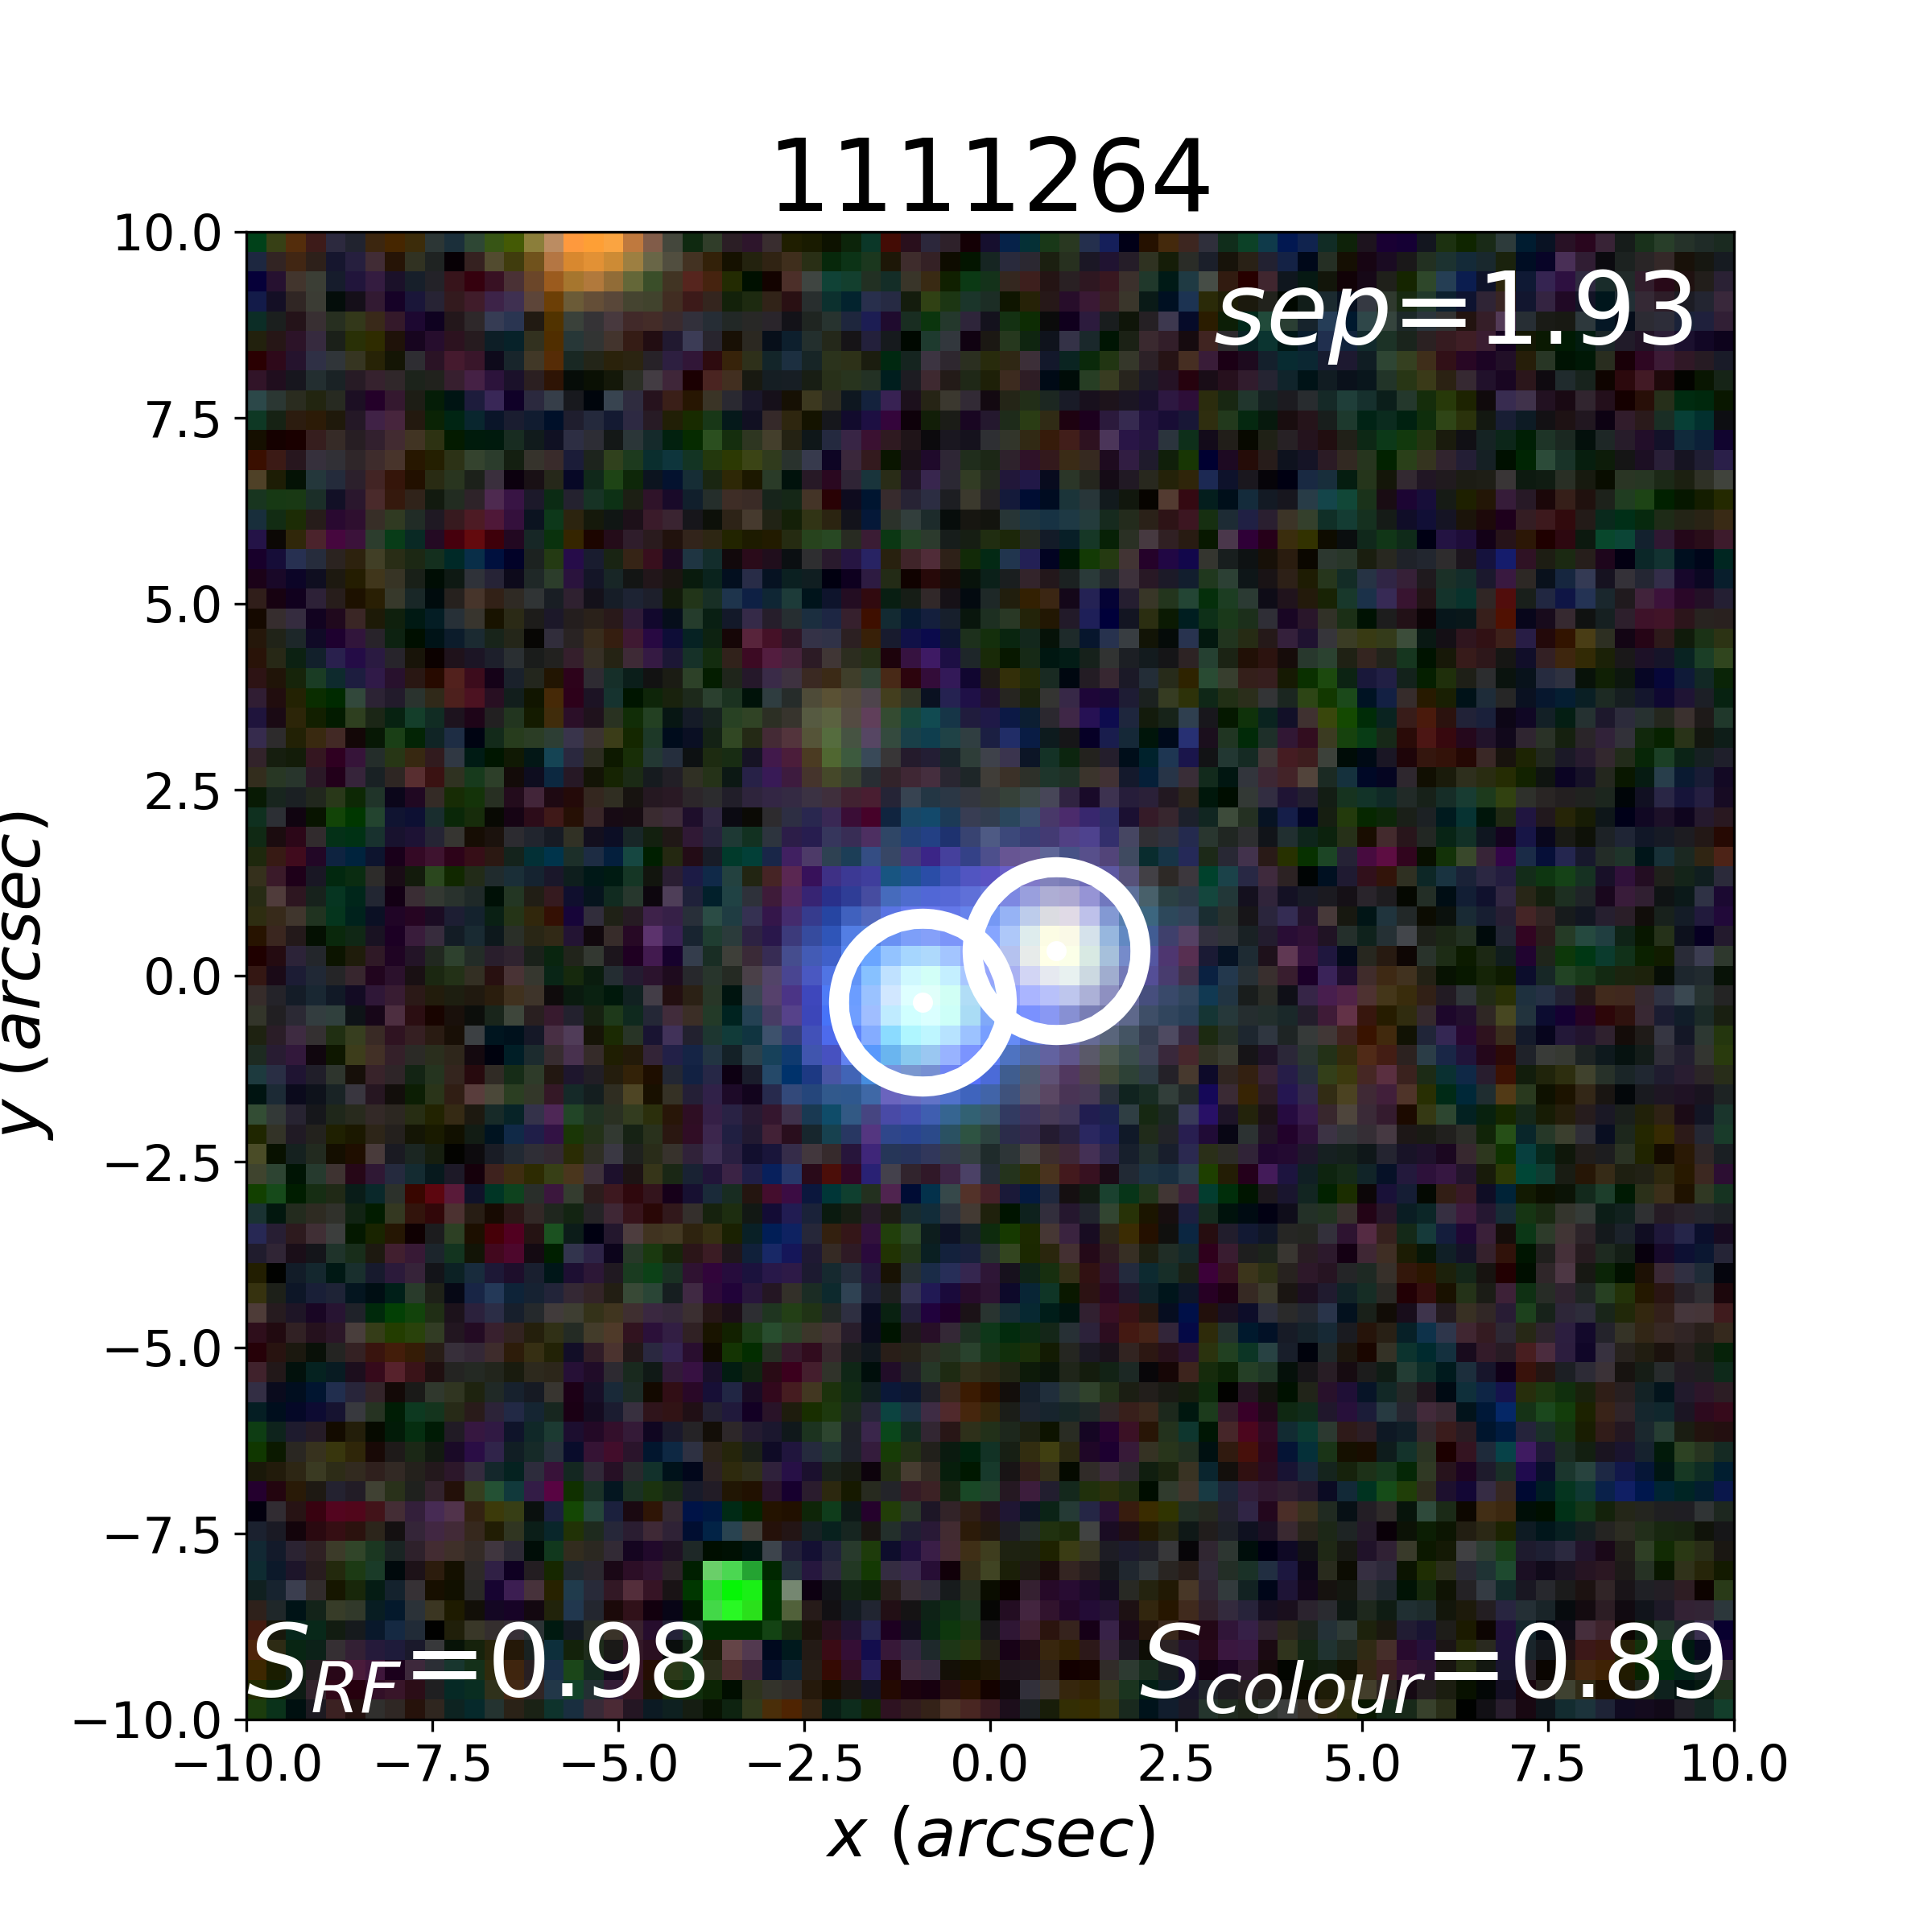 1111264
10.0
7.5
5.0
2.5
0.0
−2.5
−5.0
−7.5
−10.0
y (arcsec)
sep=1.93
S_RF=0.98
S_colour=0.89
−10.0 −7.5 −5.0 −2.5 0.0 2.5 5.0 7.5 10.0
x (arcsec)